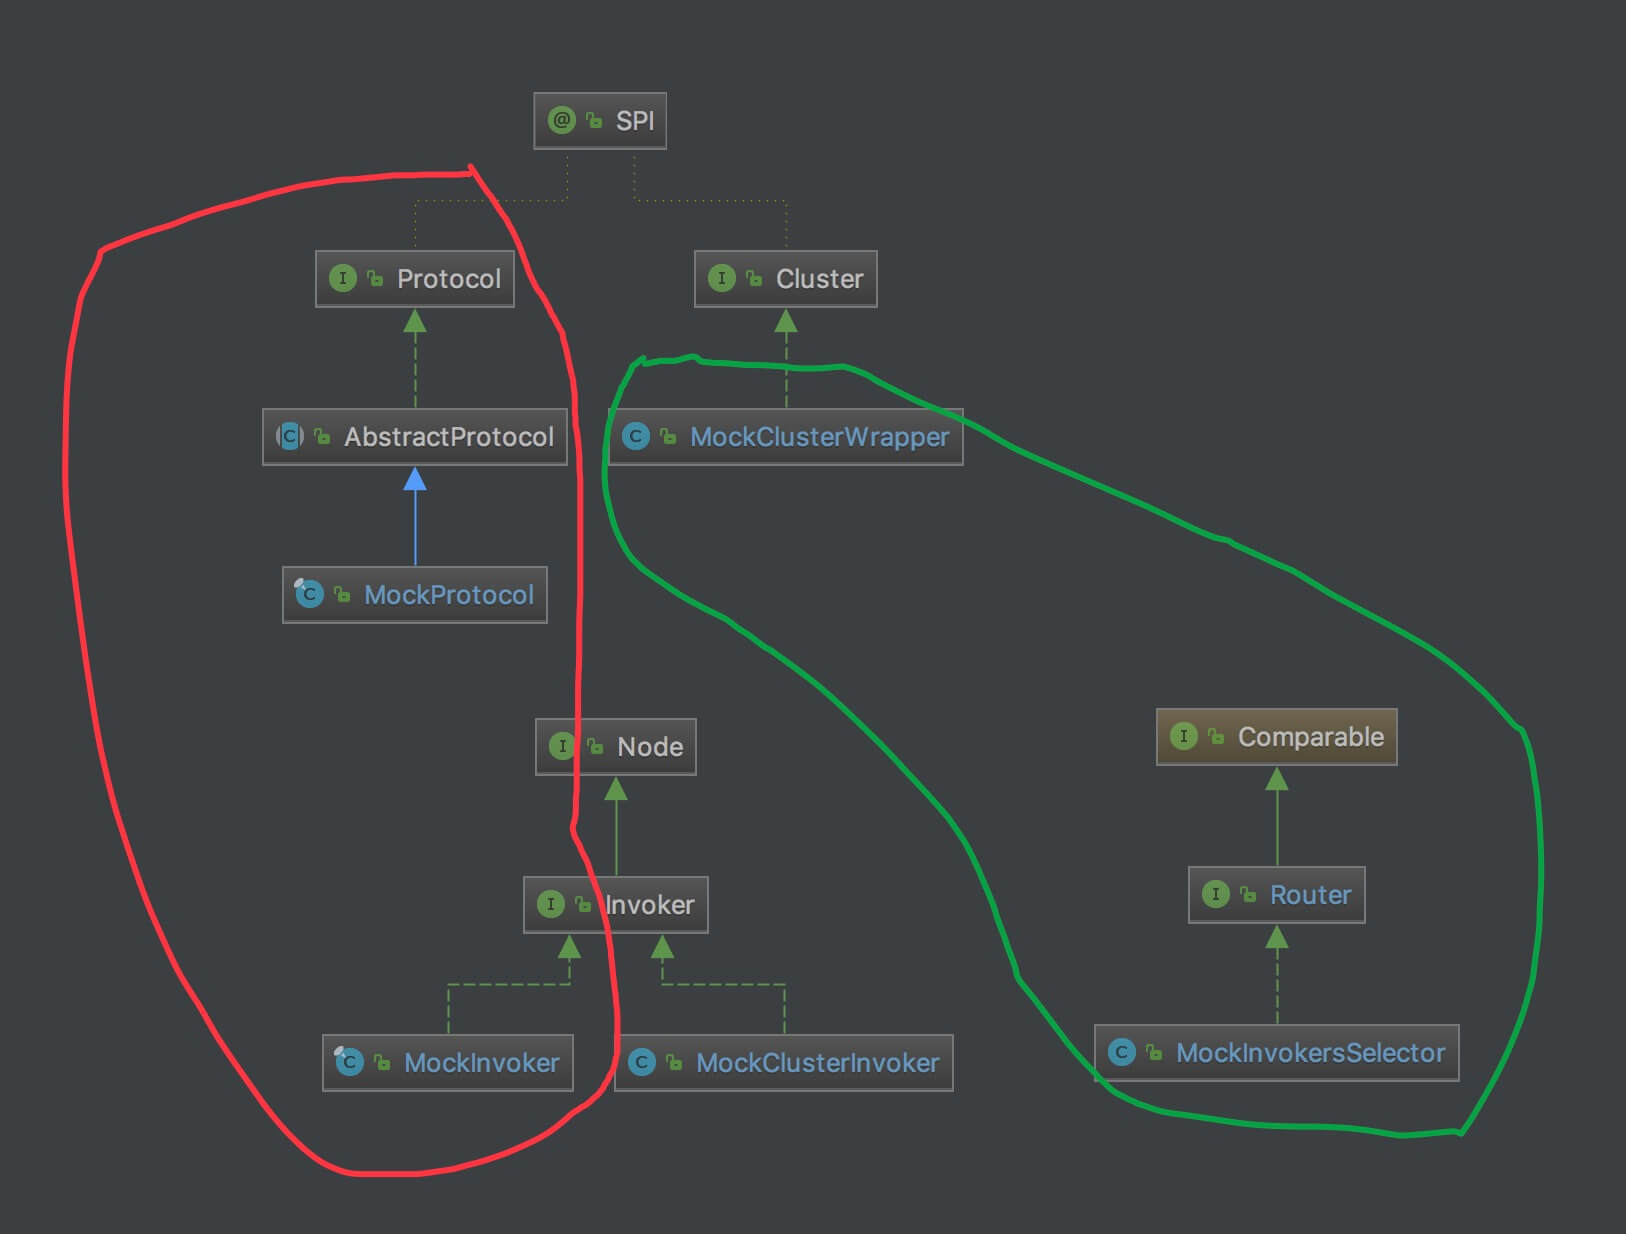 @ SPI
I Protocol
I Cluster
C AbstractProtocol
C MockClusterWrapper
C MockProtocol
I Node
I Comparable
I Invoker
I Router
C MockInvoker
C MockClusterInvoker
C MockInvokersSelector